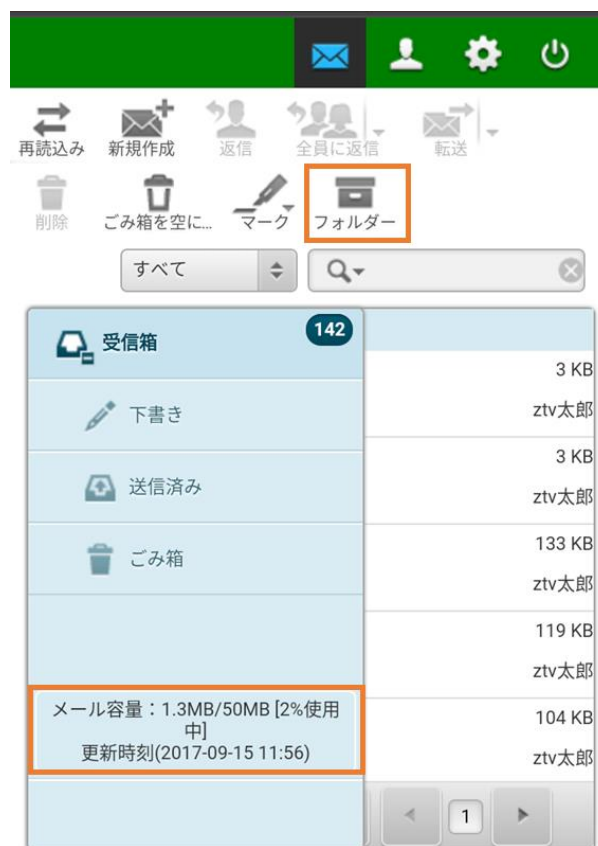 再読込み 新規作成 返信 全員に返信 転送
削除 ごみ箱を空に... マーク フォルダー
すべて
受信箱 142
下書き
送信済み
ごみ箱
メール容量：1.3MB/50MB [2%使用
中]
更新時刻(2017-09-15 11:56)
3 KB
ztv太郎
3 KB
ztv太郎
133 KB
ztv太郎
119 KB
ztv太郎
104 KB
ztv太郎
1